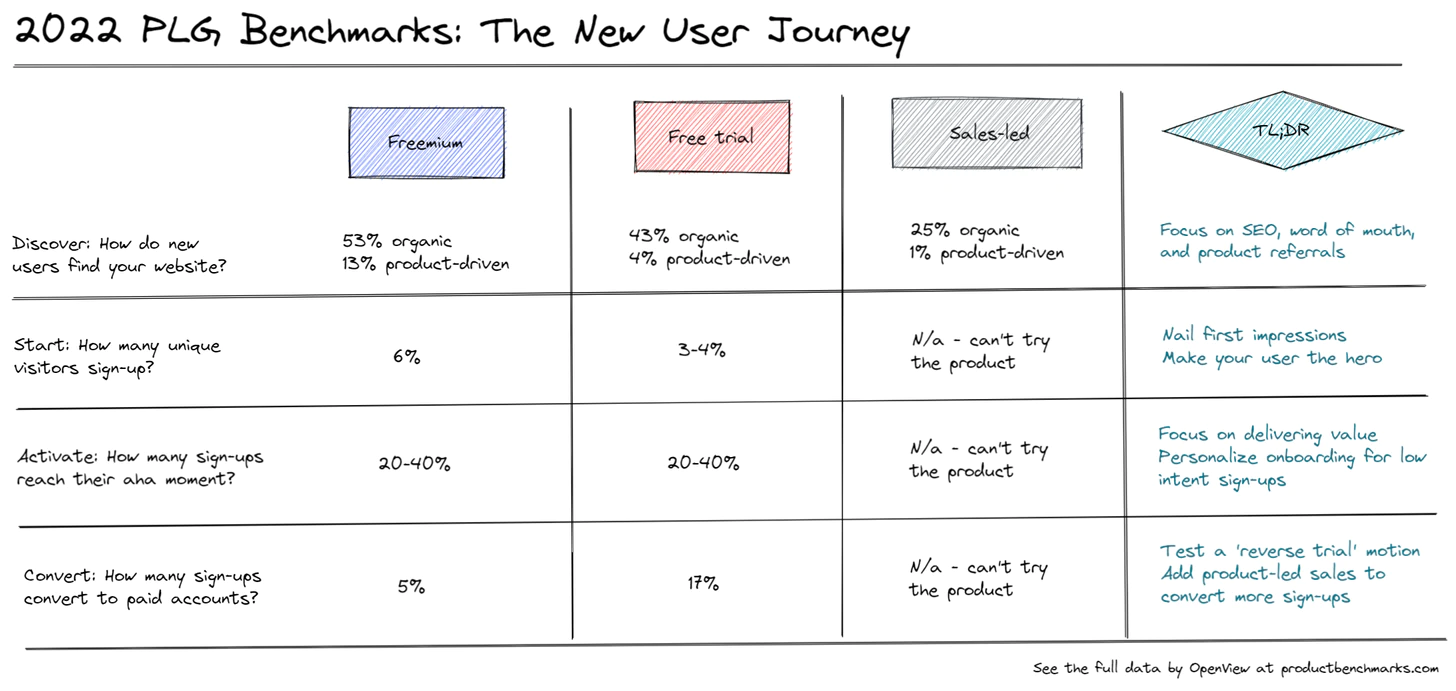 2022 PLG Benchmarks: The New User Journey
Freemium
Free trial
Sales-led
TL;DR
Discover: How do new
users find your website?
53% organic
13% product-driven
43% organic
4% product-driven
25% organic
1% product-driven
Focus on SEO, word of mouth,
and product referrals
Start: How many unique
visitors sign-up?
6%
3-4%
N/a - can't try
the product
Nail first impressions
Make your user the hero
Activate: How many sign-ups
reach their aha moment?
20-40%
20-40%
N/a - can't try
the product
Focus on delivering value
Personalize onboarding for low
intent sign-ups
Convert: How many sign-ups
convert to paid accounts?
5%
17%
N/a - can't try
the product
Test a 'reverse trial' motion
Add product-led sales to
convert more sign-ups
See the full data by OpenView at productbenchmarks.com